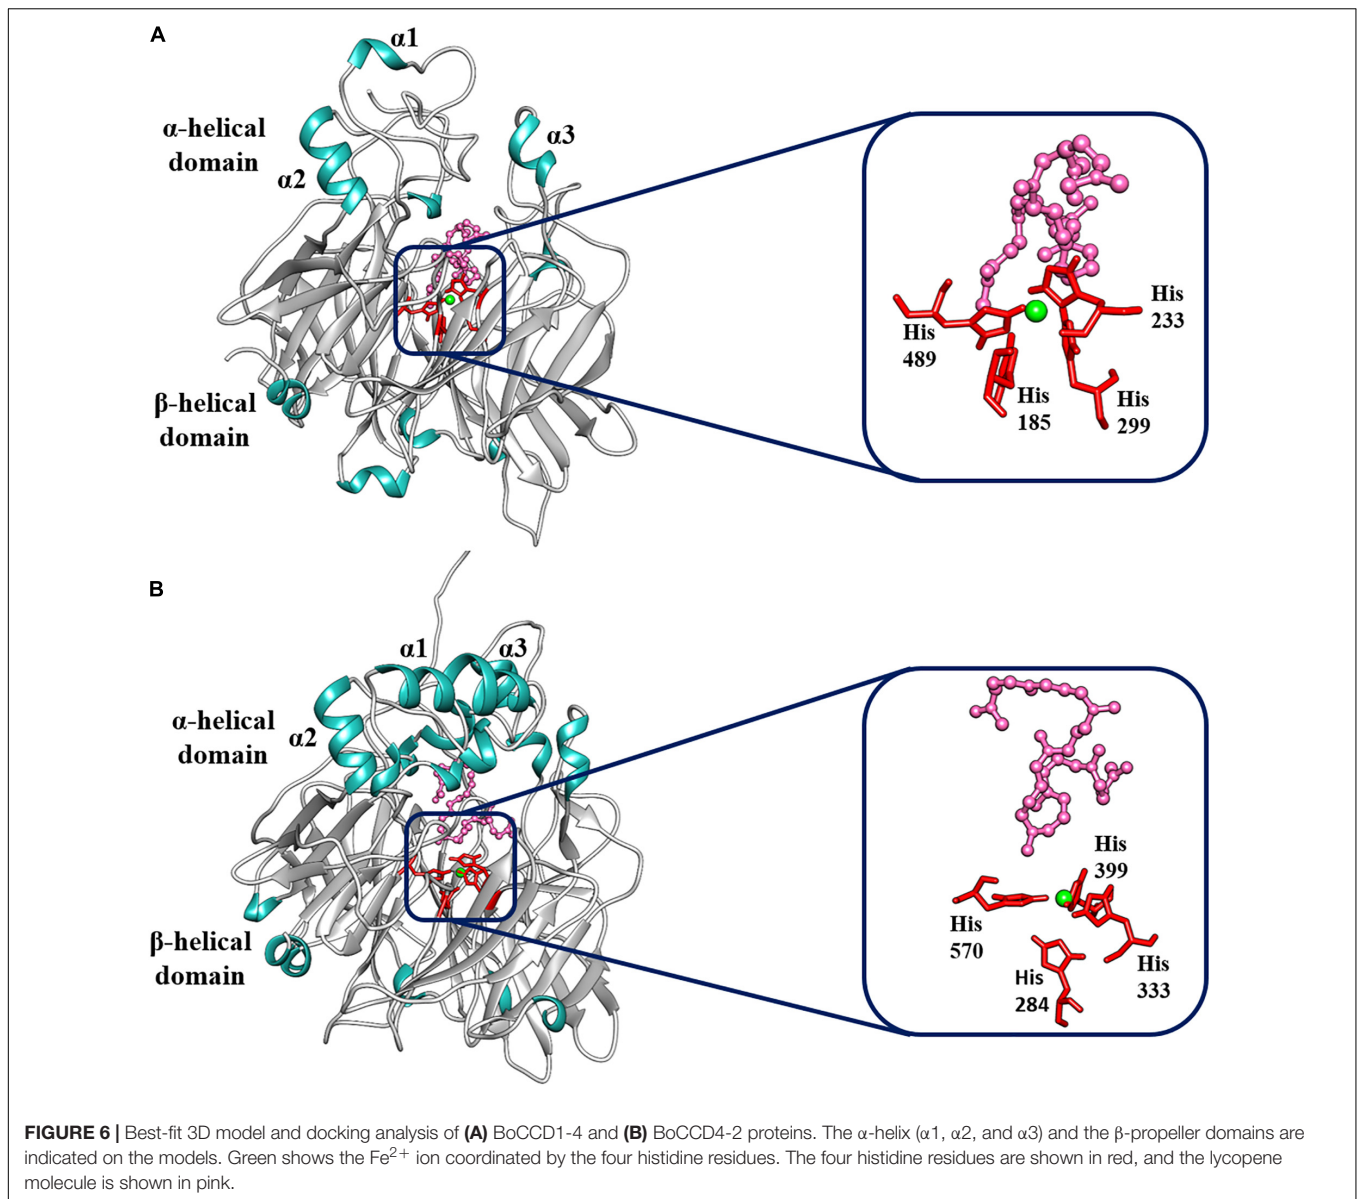 A
α1
α-helical
domain
α3
α2
β-helical
domain
His
233
His
489
His
185
His
299
B
α1
α3
α-helical
domain
α2
β-helical
domain
His
399
His
570
His
284
His
333
FIGURE 6 | Best-fit 3D model and docking analysis of (A) BoCCD1-4 and (B) BoCCD4-2 proteins. The α-helix (α1, α2, and α3) and the β-propeller domains are
indicated on the models. Green shows the Fe²⁺ ion coordinated by the four histidine residues. The four histidine residues are shown in red, and the lycopene
molecule is shown in pink.